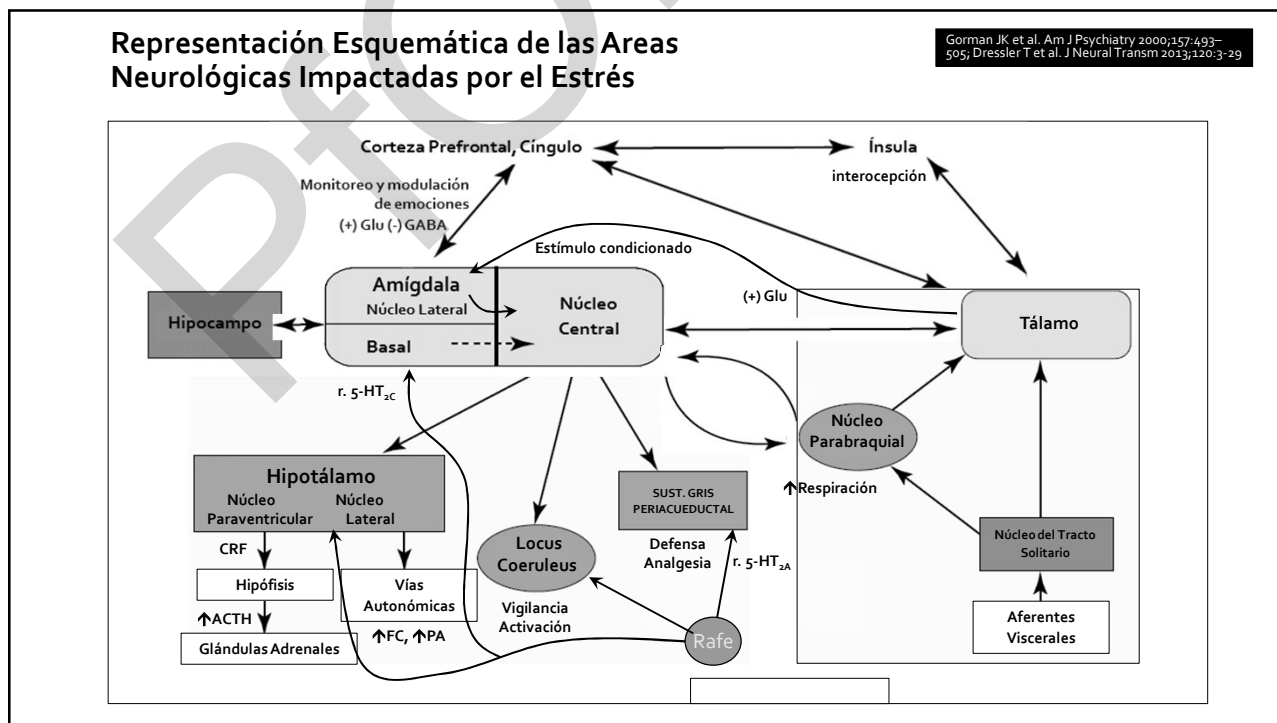 Representación Esquemática de las Areas
Neurológicas Impactadas por el Estrés
Gorman JK et al. Am J Psychiatry 2000;157:493–
505; Dressler T et al. J Neural Transm 2013;120:3-29
Corteza Prefrontal, Cíngulo
Ínsula
interocepción
Monitoreo y modulación
de emociones
(+) Glu (-) GABA
Estímulo condicionado
(+) Glu
Hipocampo
Amígdala
Núcleo Lateral
Basal
Núcleo
Central
Tálamo
r. 5-HT2C
Núcleo
Parabraquial
↑Respiración
Hipotálamo
Núcleo
Paraventricular
Núcleo
Lateral
SUST. GRIS
PERIACUEDUCTAL
Defensa
Analgesia
r. 5-HT2A
Núcleo del Tracto
Solitario
CRF
Hipófisis
↑ACTH
Glándulas Adrenales
Vías
Autonómicas
↑FC, ↑PA
Locus
Coeruleus
Vigilancia
Activación
Rafe
Aferentes
Viscerales